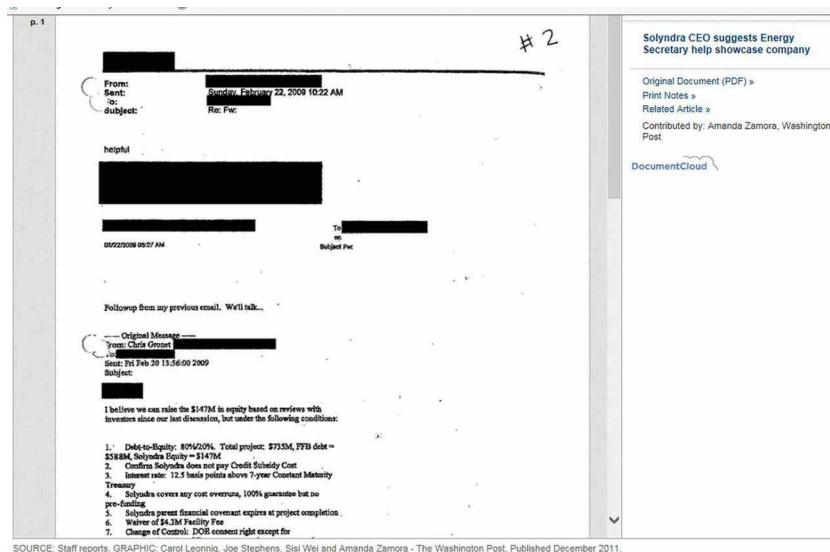 p. 1
# 2
From:
Sent: Sunday, February 22, 2009 10:22 AM
To:
Subject: Re: Fw:
helpful
To
cc
02/22/2009 05:07 AM
Subject Fw:
Followup from my previous email. We'll talk...
----- Original Message -----
From: Chris Gronet
To:
Sent: Fri Feb 20 13:56:00 2009
Subject:
I believe we can raise the $147M in equity based on reviews with
investors since our last discussion, but under the following conditions:
1. Debt-to-Equity: 80%/20%. Total project: $735M, FFB debt =
$588M, Solyndra Equity = $147M
2. Confirm Solyndra does not pay Credit Subsidy Cost
3. Interest rate: 12.5 basis points above 7-year Constant Maturity
Treasury
4. Solyndra covers any cost overruns, 100% guarantee but no
pre-funding
5. Solyndra parent financial covenant expires at project completion
6. Waiver of $4.3M Facility Fee
7. Change of Control: DOE consent right except for
Solyndra CEO suggests Energy
Secretary help showcase company
Original Document (PDF) »
Print Notes »
Related Article »
Contributed by: Amanda Zamora, Washington
Post
DocumentCloud
SOURCE: Staff reports. GRAPHIC: Carol Leonnig, Joe Stephens, Sisi Wei and Amanda Zamora - The Washington Post. Published December 2011.